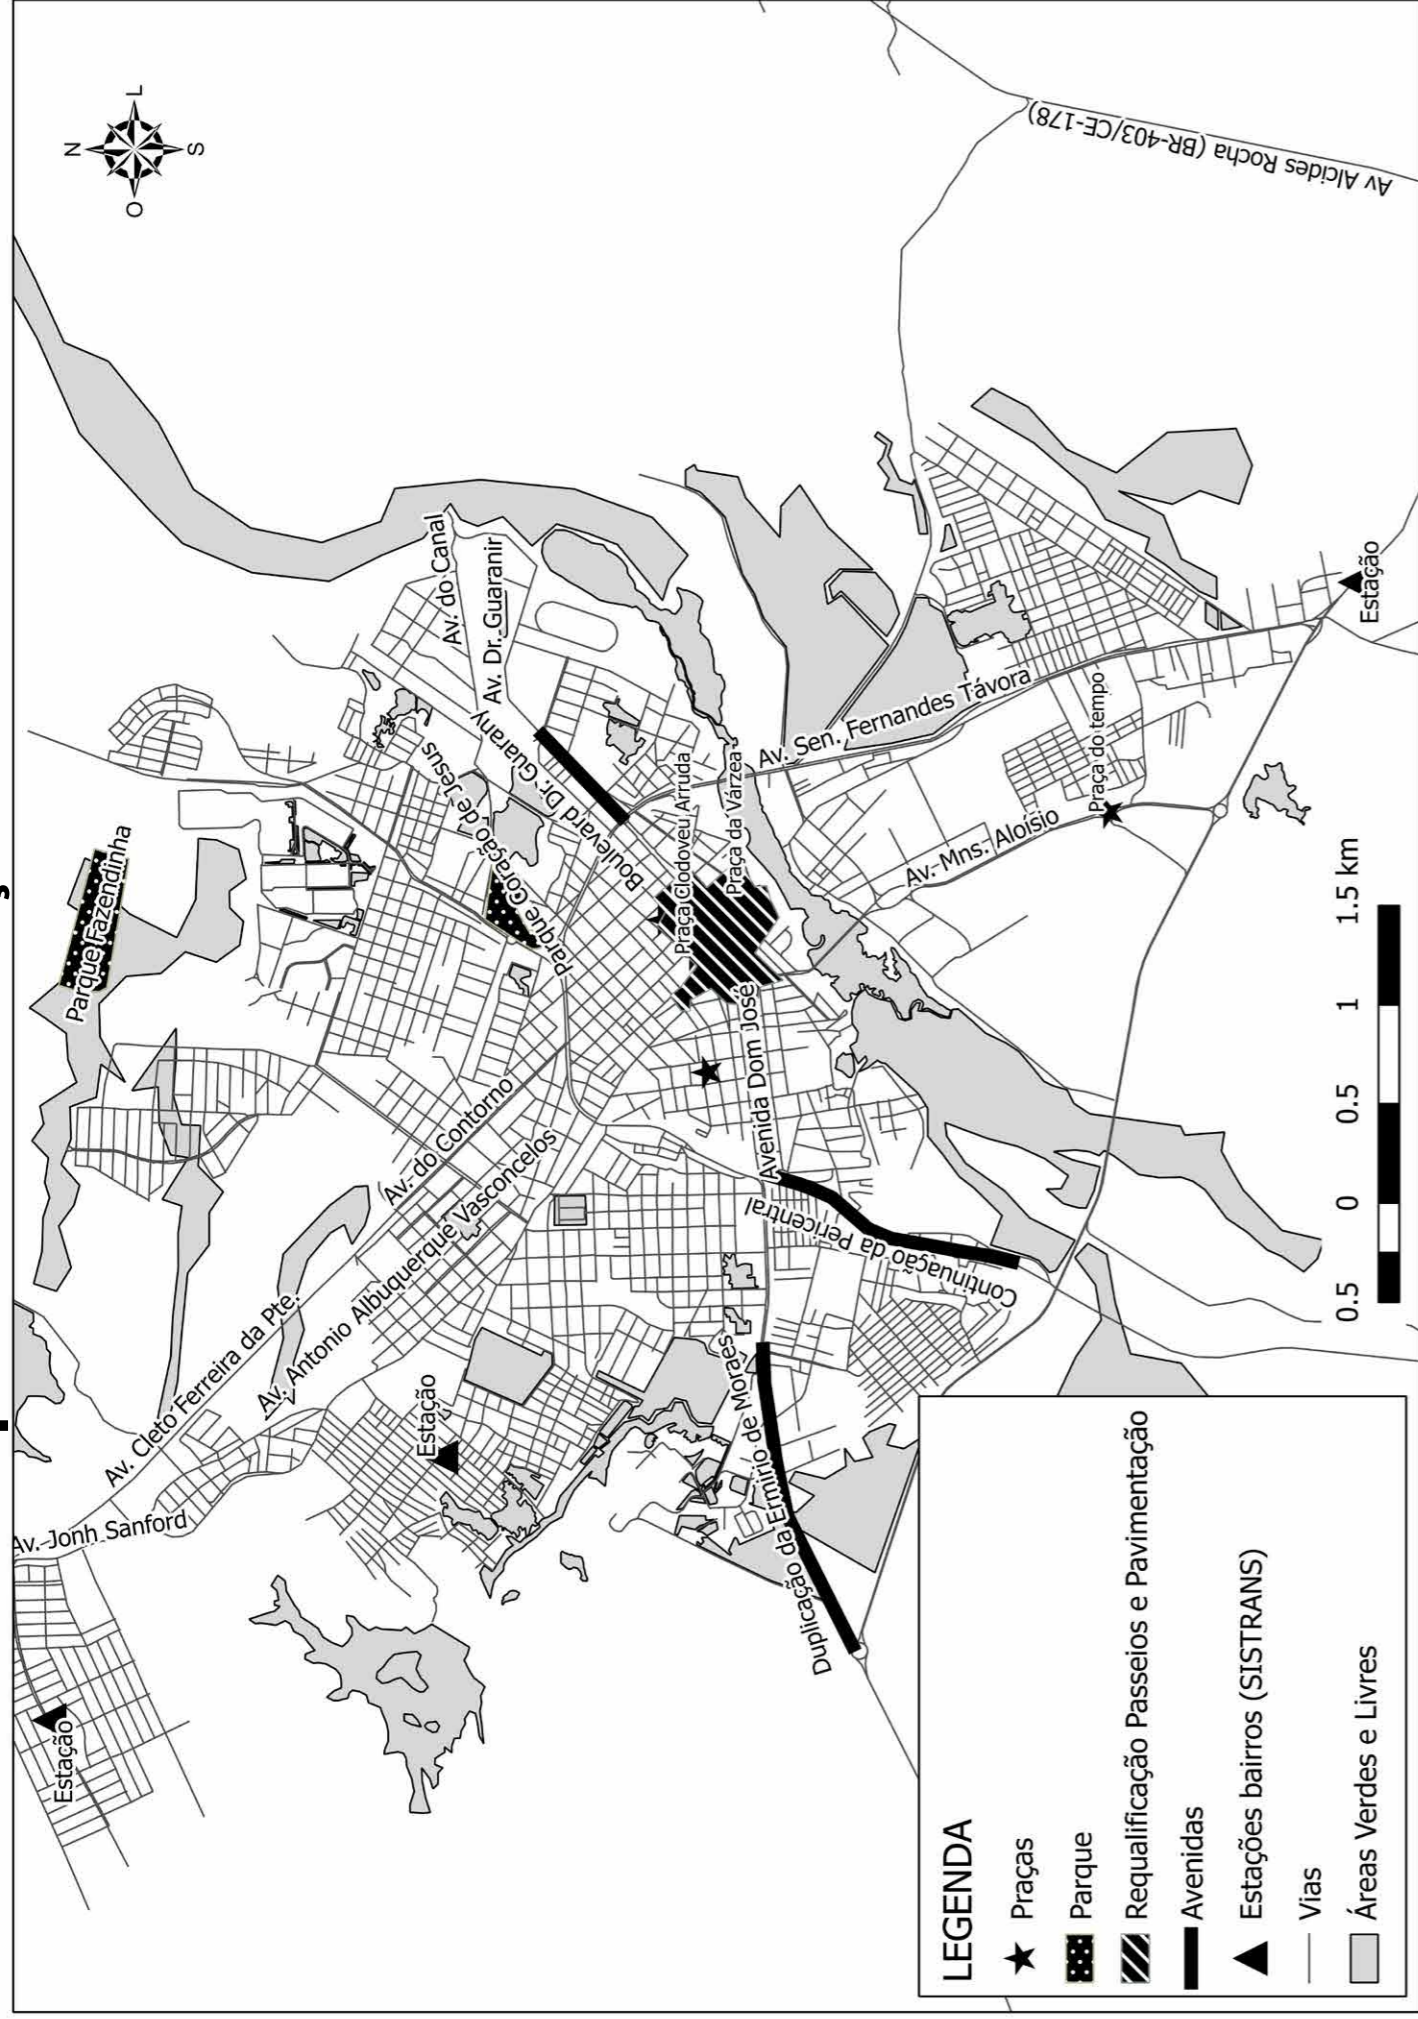 N
O
L
S
Parque Fazendinha
Av Alcides Rocha (BR-403/CE-178)
Av. do Canal
Av. Dr. Guaranir
Boulevard Dr. Guarany
Parque Coração de Jesus
Praça Clodoveu Arruda
Praça da Várzea
Av. Sen. Fernandes Távora
Praça do tempo
Av. Mns. Aloísio
Estação
Avenida Dom José
Av. do Contorno
Av. Antonio Albuquerque Vasconcelos
Av. Cleto Ferreira da Pte.
Av. Jonh Sanford
Estação
Estação
Continuação da Pericentral
Duplicação da Ermírio de Moraes
0.5 0 0.5 1 1.5 km
LEGENDA
Praças
Parque
Requalificação Passeios e Pavimentação
Avenidas
Estações bairros (SISTRANS)
Vias
Áreas Verdes e Livres